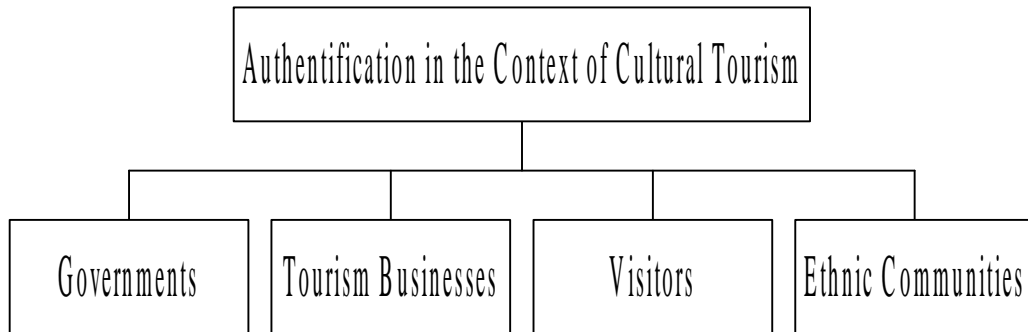 Authentification in the Context of Cultural Tourism
Governments
Tourism Businesses
Visitors
Ethnic Communities